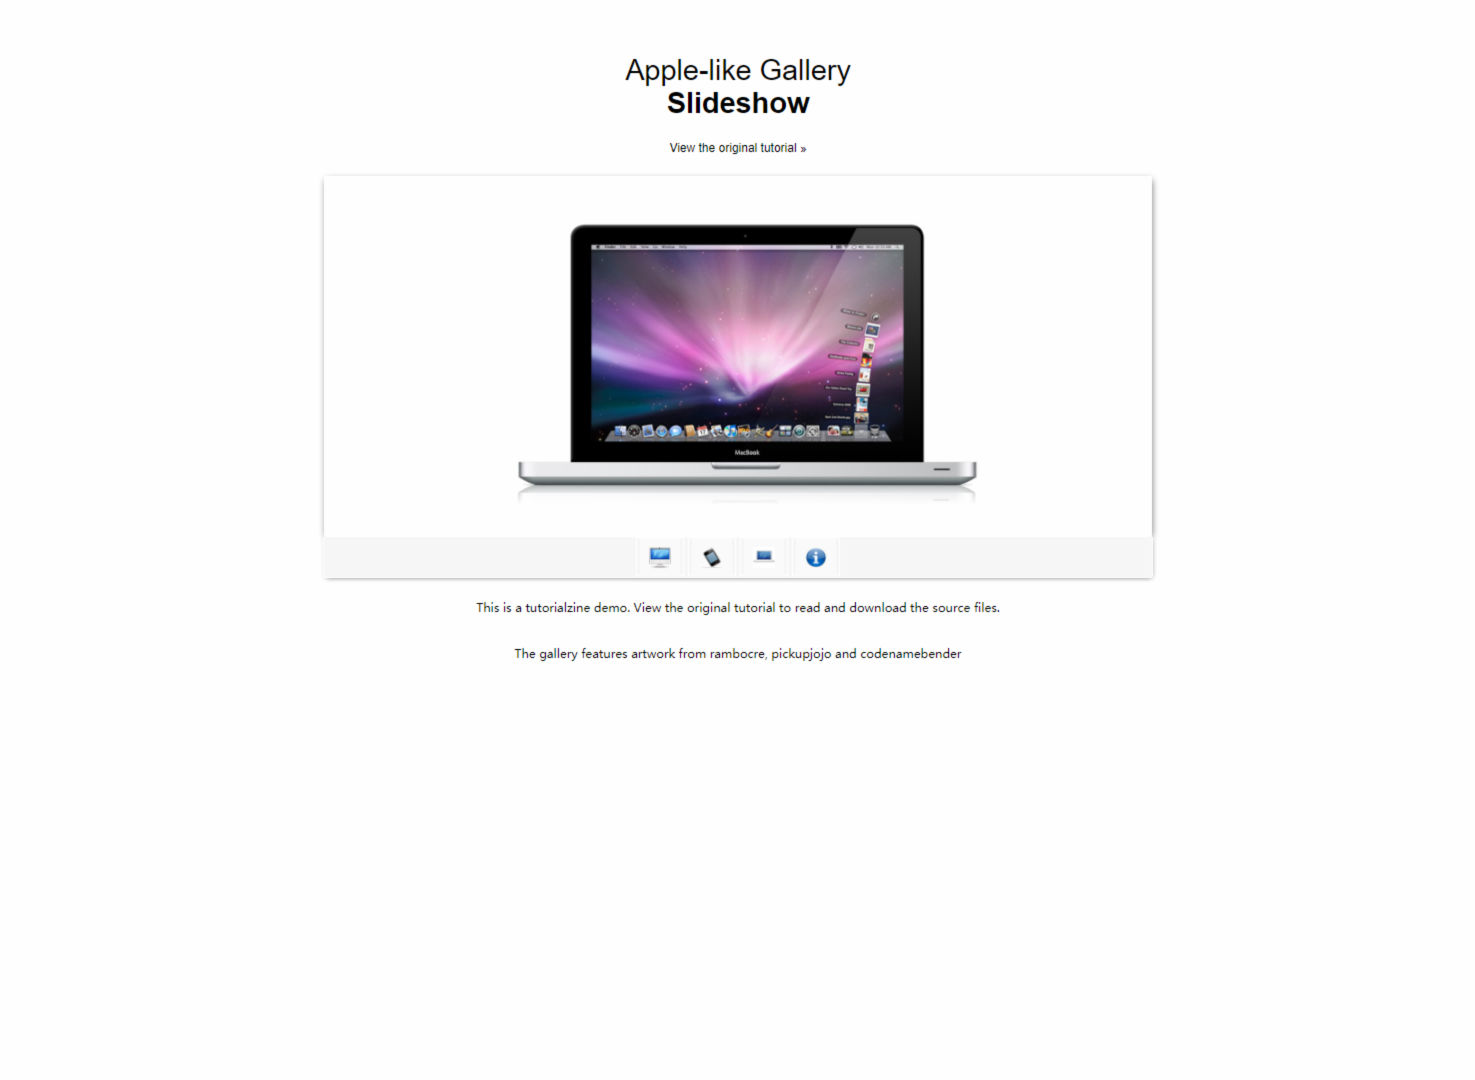 Apple-like Gallery
Slideshow
View the original tutorial »
MacBook
This is a tutorialzine demo. View the original tutorial to read and download the source files.
The gallery features artwork from rambocre, pickupjojo and codenamebender